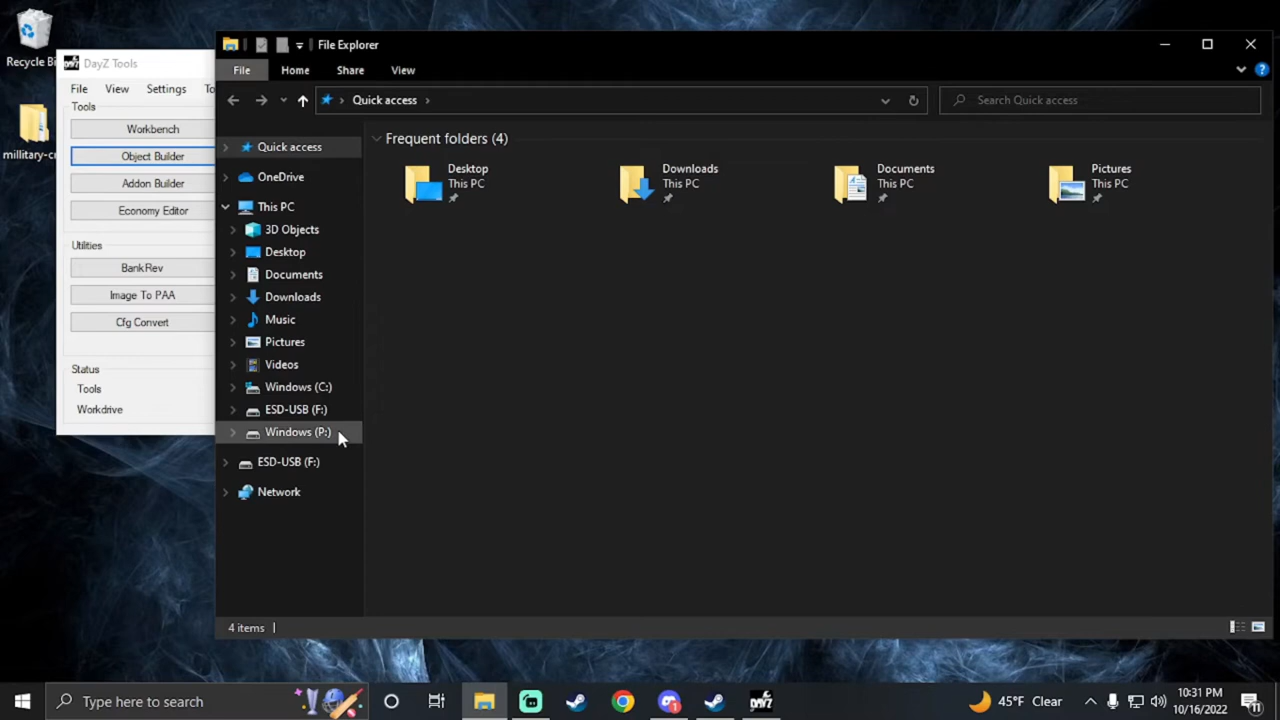 Recycle Bi
millitary-c
DayZ Tools
File View Settings To
Tools
Workbench
Object Builder
Addon Builder
Economy Editor
Utilities
BankRev
Image To PAA
Cfg Convert
Status
Tools
Workdrive
File Explorer
File Home Share View
Quick access
Search Quick access
Quick access
OneDrive
This PC
3D Objects
Desktop
Documents
Downloads
Music
Pictures
Videos
Windows (C:)
ESD-USB (F:)
Windows (P:)
ESD-USB (F:)
Network
Frequent folders (4)
Desktop
This PC
Downloads
This PC
Documents
This PC
Pictures
This PC
4 items
Type here to search
DAYZ
45°F Clear
10:31 PM
10/16/2022
11